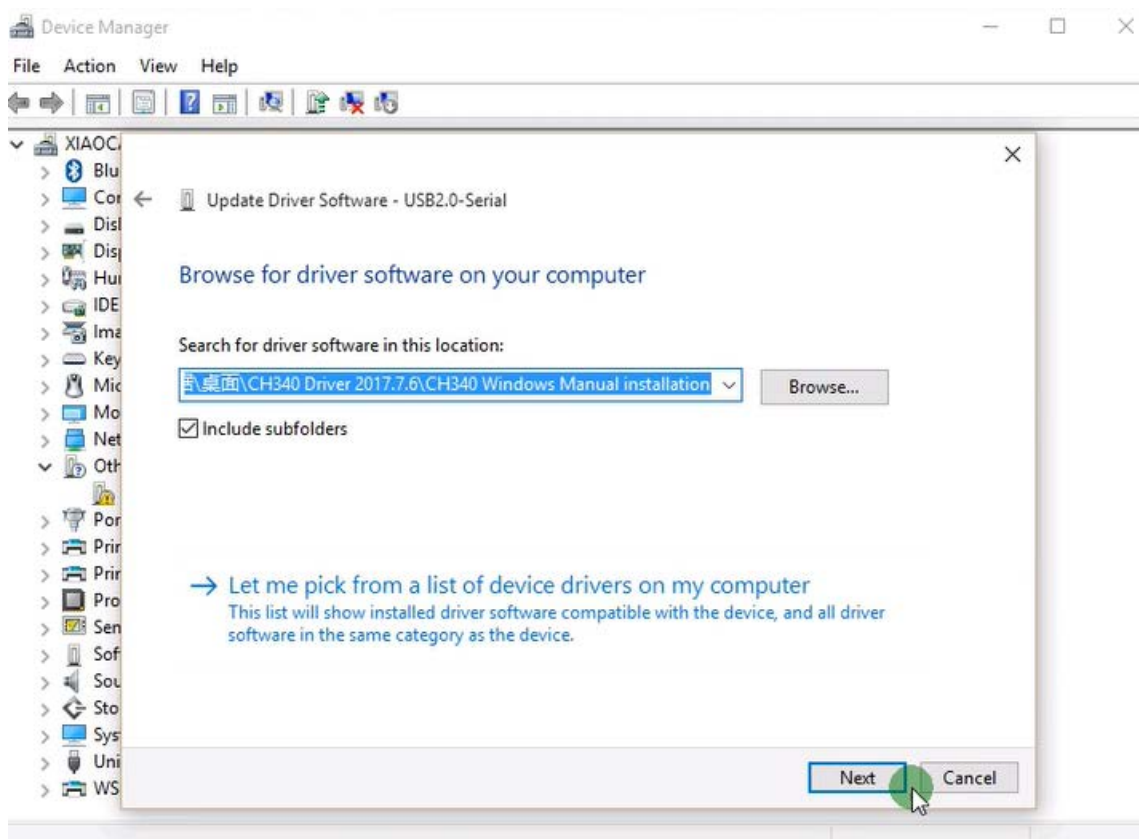 Device Manager
File Action View Help
XIAOC
Blu
Cor
Disl
Disp
Hu
IDE
Ima
Key
Mic
Mo
Net
Oth
Por
Prin
Prin
Pro
Sen
Sof
Sou
Sto
Sys
Uni
WS
Update Driver Software - USB2.0-Serial
Browse for driver software on your computer
Search for driver software in this location:
\桌面\CH340 Driver 2017.7.6\CH340 Windows Manual installation
Browse...
Include subfolders
Let me pick from a list of device drivers on my computer
This list will show installed driver software compatible with the device, and all driver
software in the same category as the device.
Next Cancel